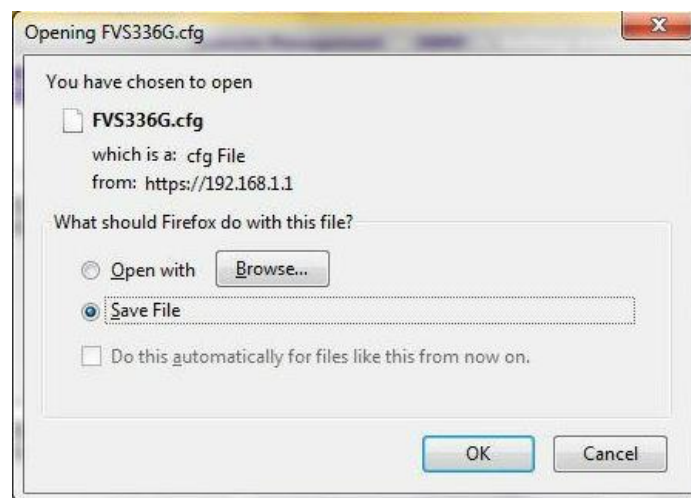 Opening FVS336G.cfg
You have chosen to open
FVS336G.cfg
which is a: cfg File
from: https://192.168.1.1
What should Firefox do with this file?
Open with
Browse...
Save File
Do this automatically for files like this from now on.
OK
Cancel